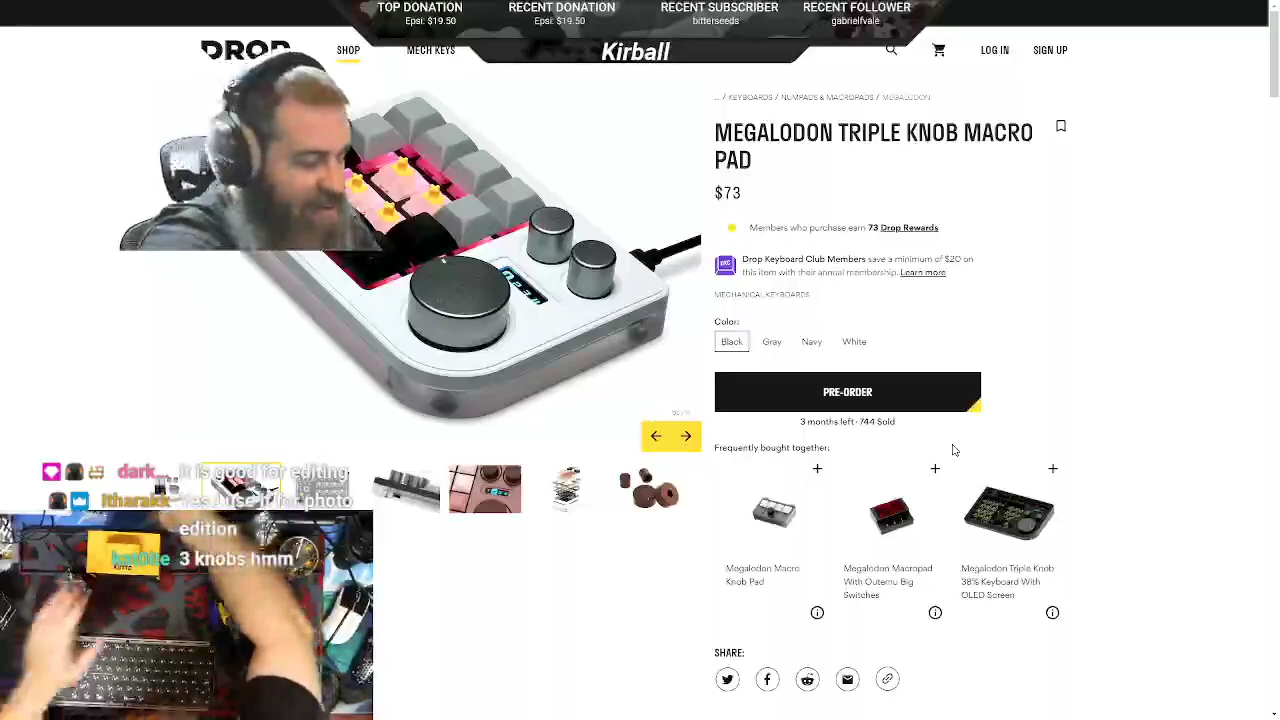 TOP DONATION
Epsi: $19.50
RECENT DONATION
Epsi: $19.50
RECENT SUBSCRIBER
bitterseeds
RECENT FOLLOWER
gabrielfvale
Kirball
DROP
SHOP
MECH KEYS
LOG IN
SIGN UP
... / KEYBOARDS / NUMPADS & MACROPADS / MEGALODON
MEGALODON TRIPLE KNOB MACRO
PAD
$73
Members who purchase earn 73 Drop Rewards
DKC
Drop Keyboard Club Members save a minimum of $20 on
this item with their annual membership. Learn more
MECHANICAL KEYBOARDS
Color:
Black
Gray
Navy
White
PRE-ORDER
3 months left · 744 Sold
Frequently bought together:
Megalodon Macro
Knob Pad
Megalodon Macropad
With Outemu Big
Switches
Megalodon Triple Knob
38% Keyboard With
OLED Screen
SHARE:
dark... it is good for editing
ltharakk Yes I use it for photo
edition
3 knobs hmm